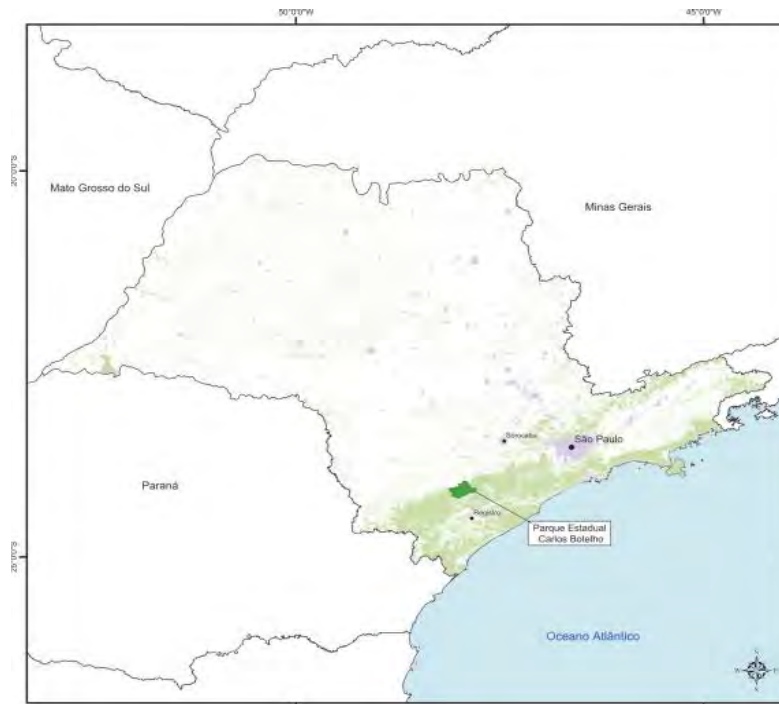 50°0'0"W
45°0'0"W
20°0'0"S
Mato Grosso do Sul
Minas Gerais
Sorocaba
São Paulo
Paraná
Registro
Parque Estadual
Carlos Botelho
25°0'0"S
Oceano Atlântico